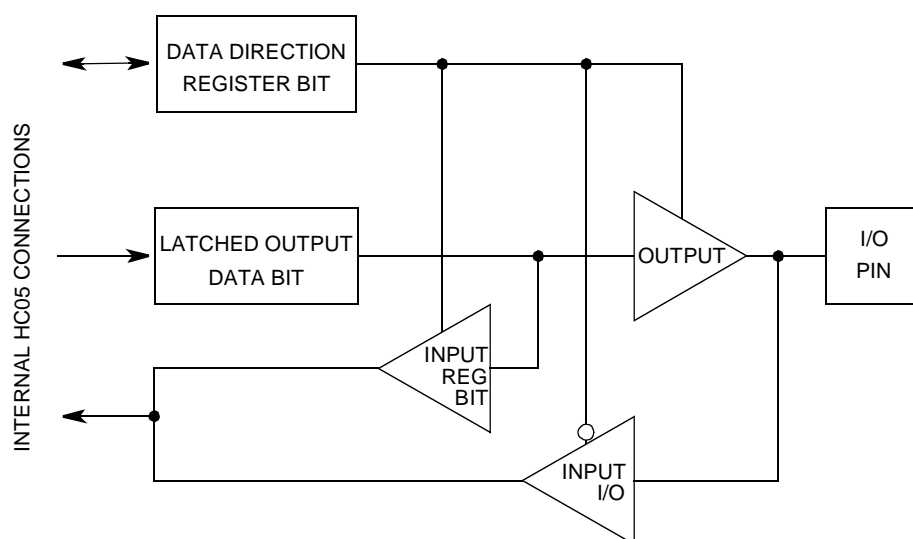 DATA DIRECTION
REGISTER BIT
INTERNAL HC05 CONNECTIONS
LATCHED OUTPUT
DATA BIT
OUTPUT
I/O
PIN
INPUT
REG
BIT
INPUT
I/O